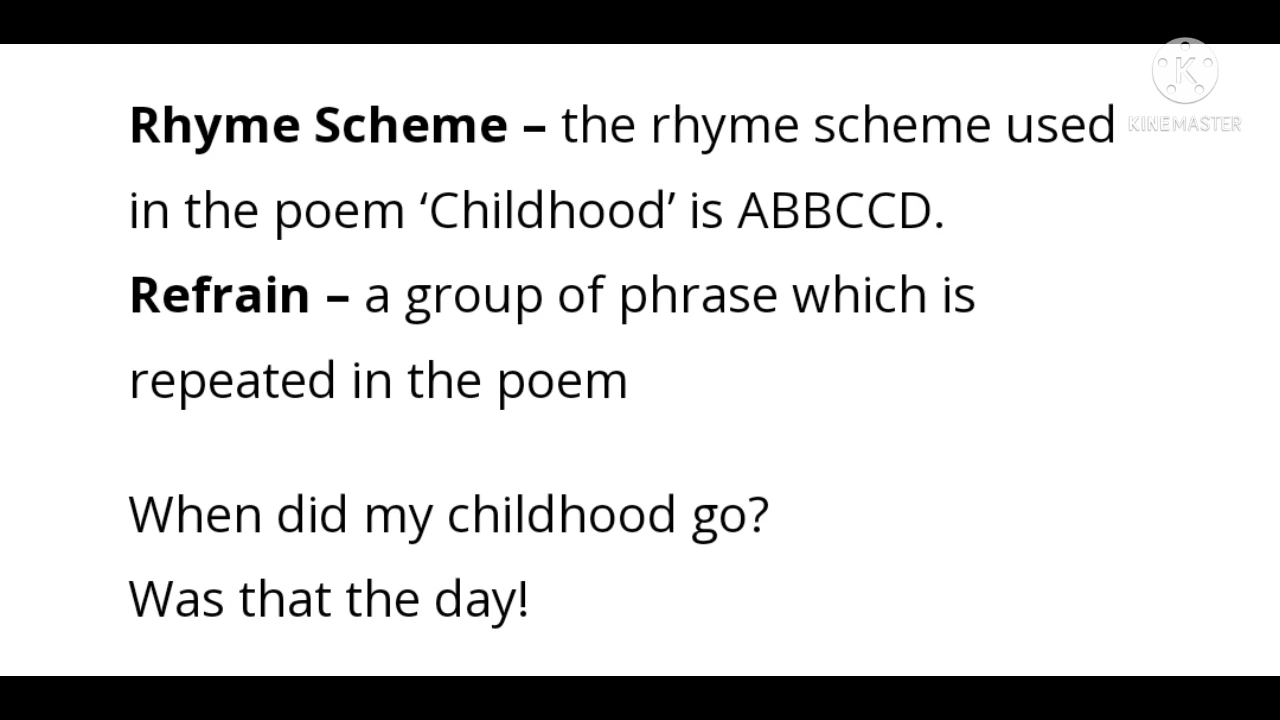 Rhyme Scheme – the rhyme scheme used
in the poem ‘Childhood’ is ABBCCD.
Refrain – a group of phrase which is
repeated in the poem
When did my childhood go?
Was that the day!
K
KINEMASTER